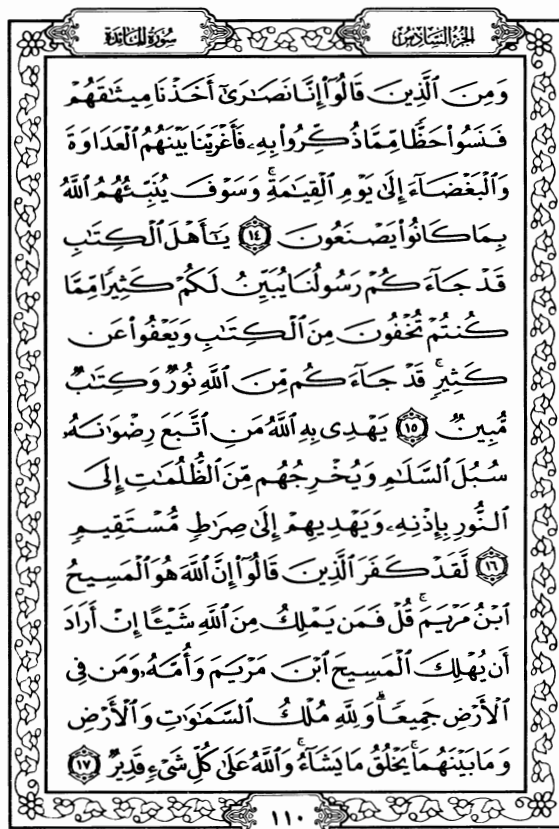 الجزء السادس
سورة المائدة
وَمِنَ ٱلَّذِينَ قَالُوٓا۟ إِنَّا نَصَـٰرَىٰٓ أَخَذْنَا مِيثَـٰقَهُمْ
فَنَسُوا۟ حَظًّا مِّمَّا ذُكِّرُوا۟ بِهِۦ فَأَغْرَيْنَا بَيْنَهُمُ ٱلْعَدَاوَةَ
وَٱلْبَغْضَآءَ إِلَىٰ يَوْمِ ٱلْقِيَـٰمَةِ ۚ وَسَوْفَ يُنَبِّئُهُمُ ٱللَّهُ
بِمَا كَانُوا۟ يَصْنَعُونَ ١٤ يَـٰٓأَهْلَ ٱلْكِتَـٰبِ
قَدْ جَآءَكُمْ رَسُولُنَا يُبَيِّنُ لَكُمْ كَثِيرًا مِّمَّا
كُنتُمْ تُخْفُونَ مِنَ ٱلْكِتَـٰبِ وَيَعْفُوا۟ عَن
كَثِيرٍ ۚ قَدْ جَآءَكُم مِّنَ ٱللَّهِ نُورٌ وَكِتَـٰبٌ
مُّبِينٌ ١٥ يَهْدِى بِهِ ٱللَّهُ مَنِ ٱتَّبَعَ رِضْوَٰنَهُۥ
سُبُلَ ٱلسَّلَـٰمِ وَيُخْرِجُهُم مِّنَ ٱلظُّلُمَـٰتِ إِلَى
ٱلنُّورِ بِإِذْنِهِۦ وَيَهْدِيهِمْ إِلَىٰ صِرَٰطٍ مُّسْتَقِيمٍ
١٦ لَّقَدْ كَفَرَ ٱلَّذِينَ قَالُوٓا۟ إِنَّ ٱللَّهَ هُوَ ٱلْمَسِيحُ
ٱبْنُ مَرْيَمَ ۚ قُلْ فَمَن يَمْلِكُ مِنَ ٱللَّهِ شَيْـًٔا إِنْ أَرَادَ
أَن يُهْلِكَ ٱلْمَسِيحَ ٱبْنَ مَرْيَمَ وَأُمَّهُۥ وَمَن فِى
ٱلْأَرْضِ جَمِيعًا ۗ وَلِلَّهِ مُلْكُ ٱلسَّمَـٰوَٰتِ وَٱلْأَرْضِ
وَمَا بَيْنَهُمَا ۚ يَخْلُقُ مَا يَشَآءُ ۚ وَٱللَّهُ عَلَىٰ كُلِّ شَىْءٍ قَدِيرٌ ١٧
١١٠